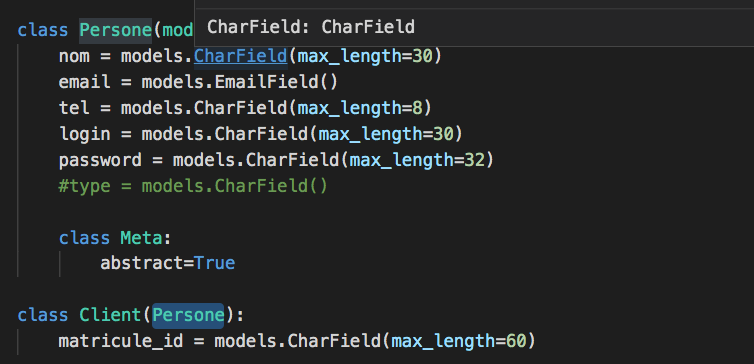 class Persone(mod
CharField: CharField
    nom = models.CharField(max_length=30)
    email = models.EmailField()
    tel = models.CharField(max_length=8)
    login = models.CharField(max_length=30)
    password = models.CharField(max_length=32)
    #type = models.CharField()
    class Meta:
        abstract=True
class Client(Persone):
    matricule_id = models.CharField(max_length=60)